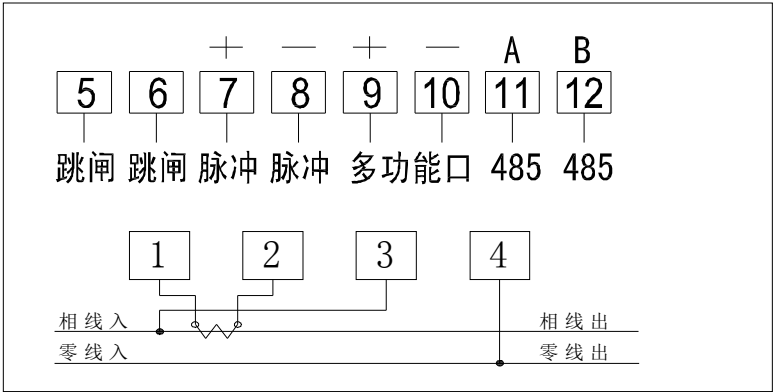 + — + — A B
5 6 7 8 9 10 11 12
跳闸 跳闸 脉冲 脉冲 多功能口 485 485
1 2 3 4
相线入 相线出
零线入 零线出